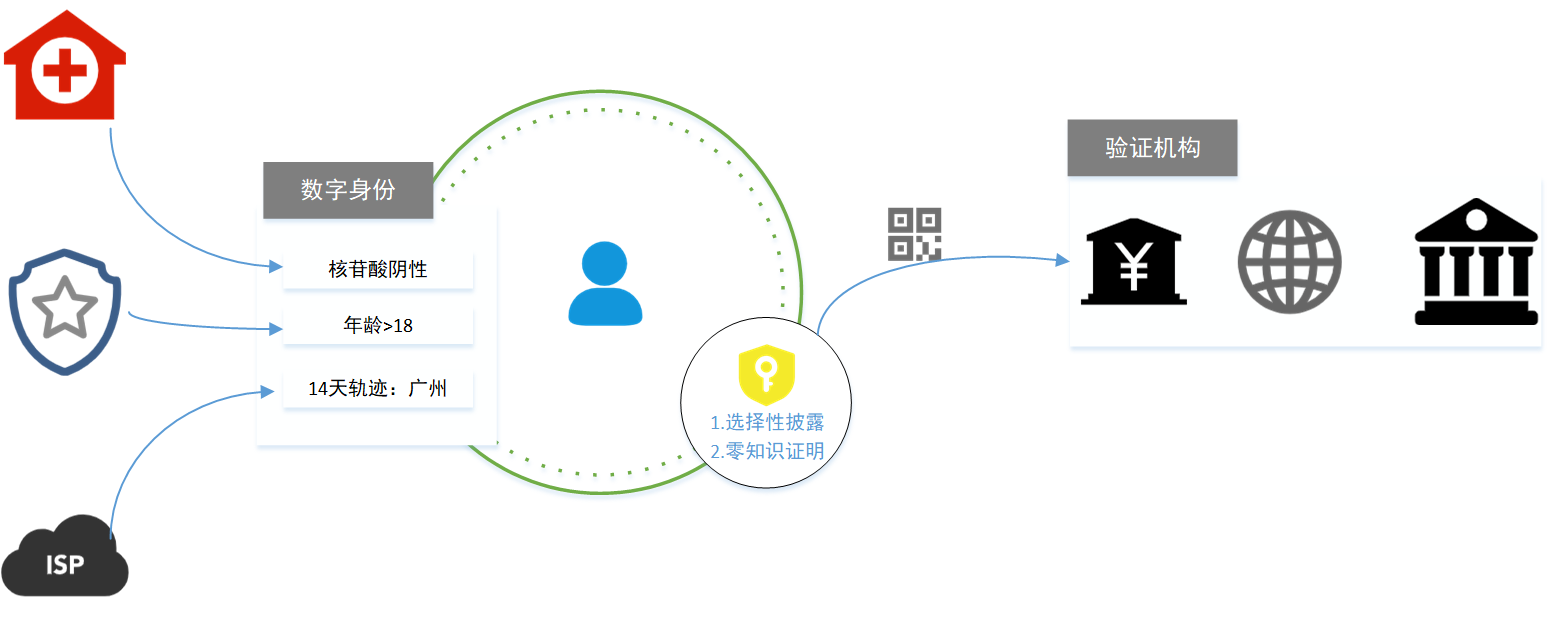 数字身份
核苷酸阴性
年龄>18
14天轨迹：广州
ISP
1.选择性披露
2.零知识证明
验证机构
¥